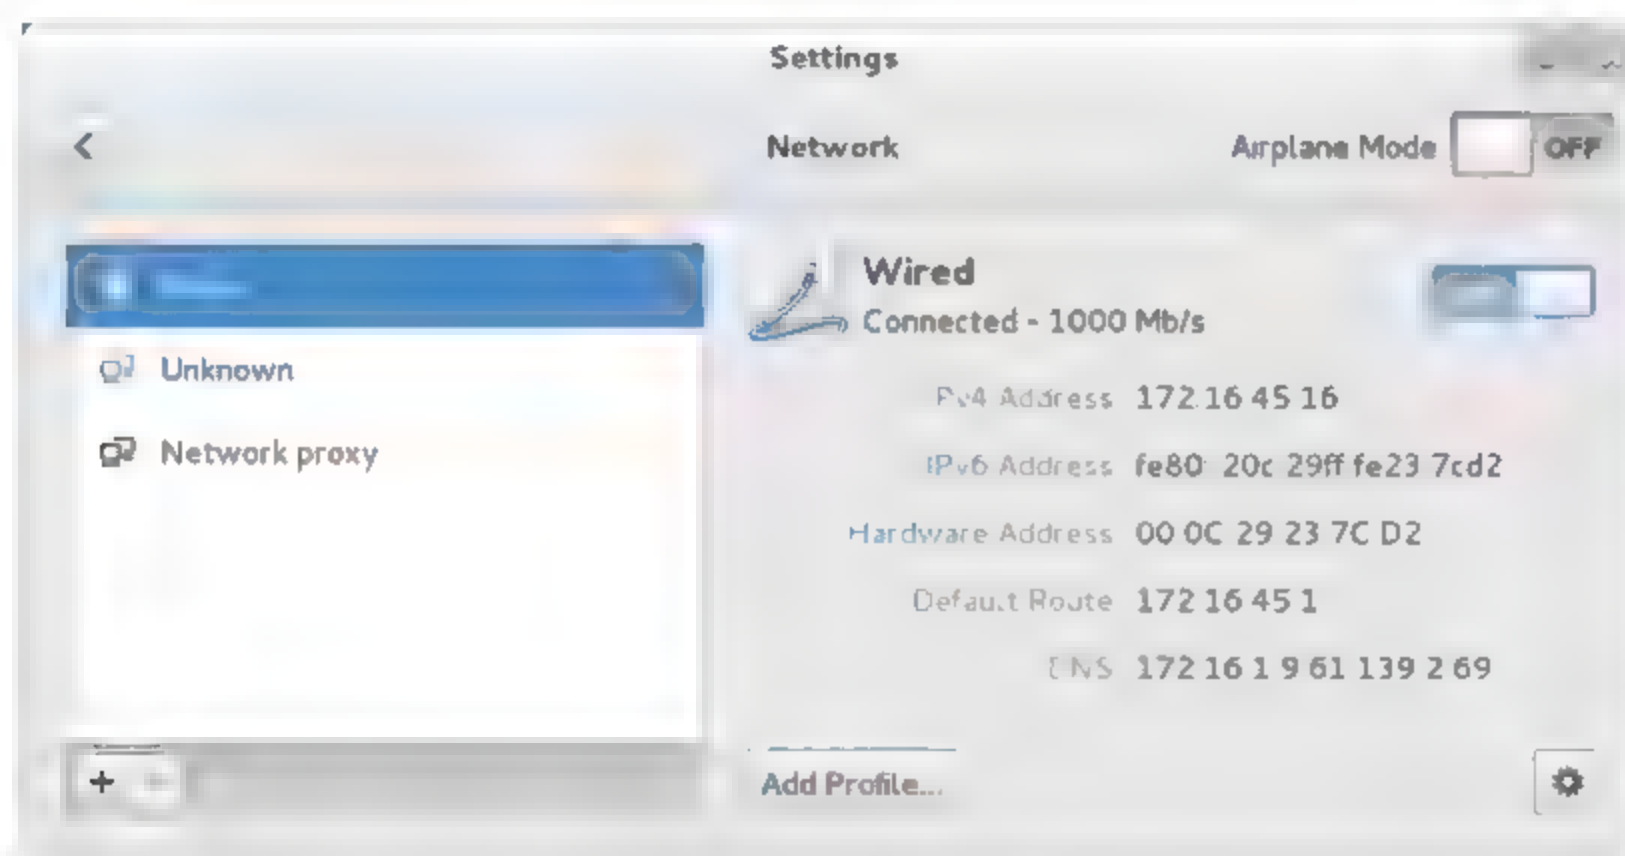 Settings
Network
Airplane Mode OFF
Wired
Connected - 1000 Mb/s
Unknown
IPv4 Address 172 16 45 16
Network proxy
IPv6 Address fe80 20c 29ff fe23 7cd2
Hardware Address 00 0C 29 23 7C D2
Default Route 172 16 45 1
DNS 172 16 1 9 61 139 2 69
+
Add Profile...